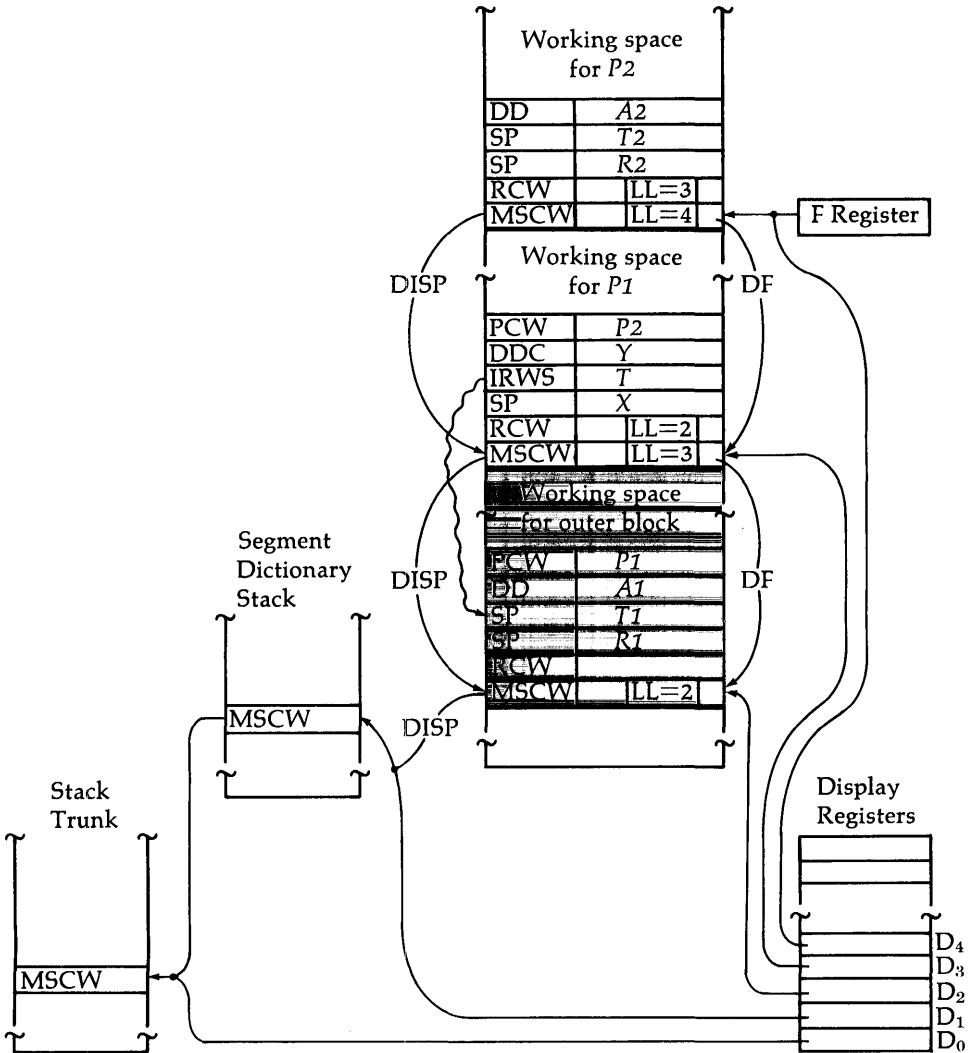 Working space
for P2
DD A2
SP T2
SP R2
RCW LL=3
MSCW LL=4
F Register
DISP
Working space
for P1
DF
PCW P2
DDC Y
IRWS T
SP X
RCW LL=2
MSCW LL=3
Working space
for outer block
Segment
Dictionary
Stack
DISP
DF
PCW P1
DD A1
SP T1
SP R1
RCW
MSCW LL=2
MSCW
DISP
Stack
Trunk
Display
Registers
MSCW
D4
D3
D2
D1
D0